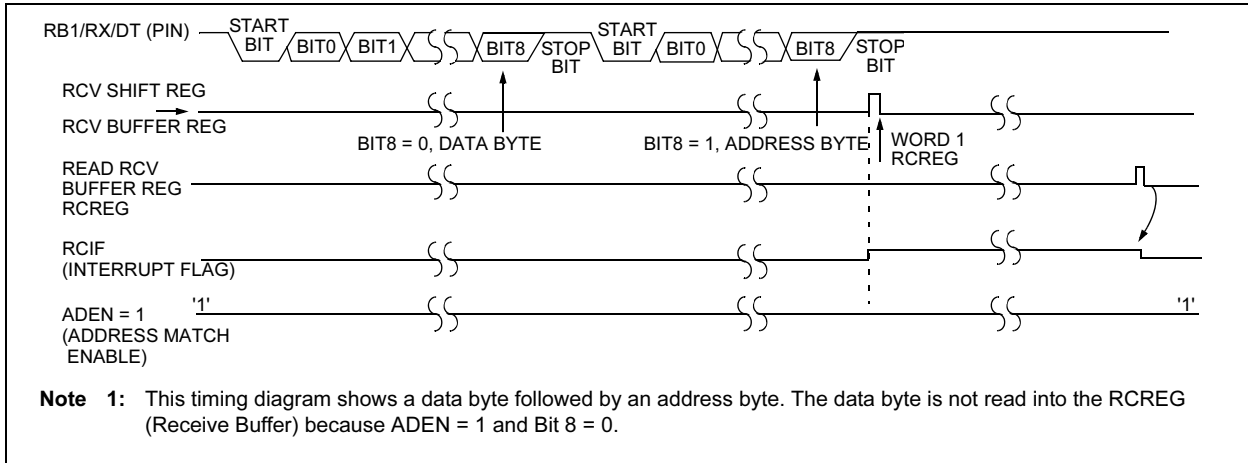 RB1/RX/DT (PIN)
START
BIT
BIT0
BIT1
BIT8
STOP
BIT
START
BIT
BIT0
BIT8
STOP
BIT
RCV SHIFT REG
RCV BUFFER REG
BIT8 = 0, DATA BYTE
BIT8 = 1, ADDRESS BYTE
WORD 1
RCREG
READ RCV
BUFFER REG
RCREG
RCIF
(INTERRUPT FLAG)
ADEN = 1
(ADDRESS MATCH
ENABLE)
'1'
'1'
Note 1: This timing diagram shows a data byte followed by an address byte. The data byte is not read into the RCREG
(Receive Buffer) because ADEN = 1 and Bit 8 = 0.